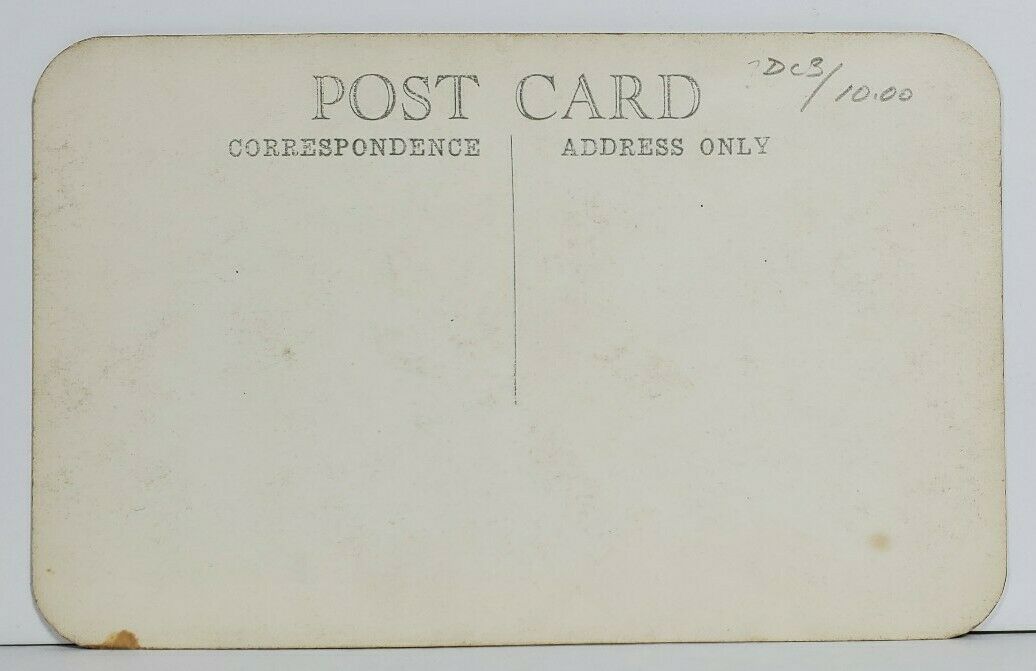 POST CARD
DC3/10.00
CORRESPONDENCE
ADDRESS ONLY